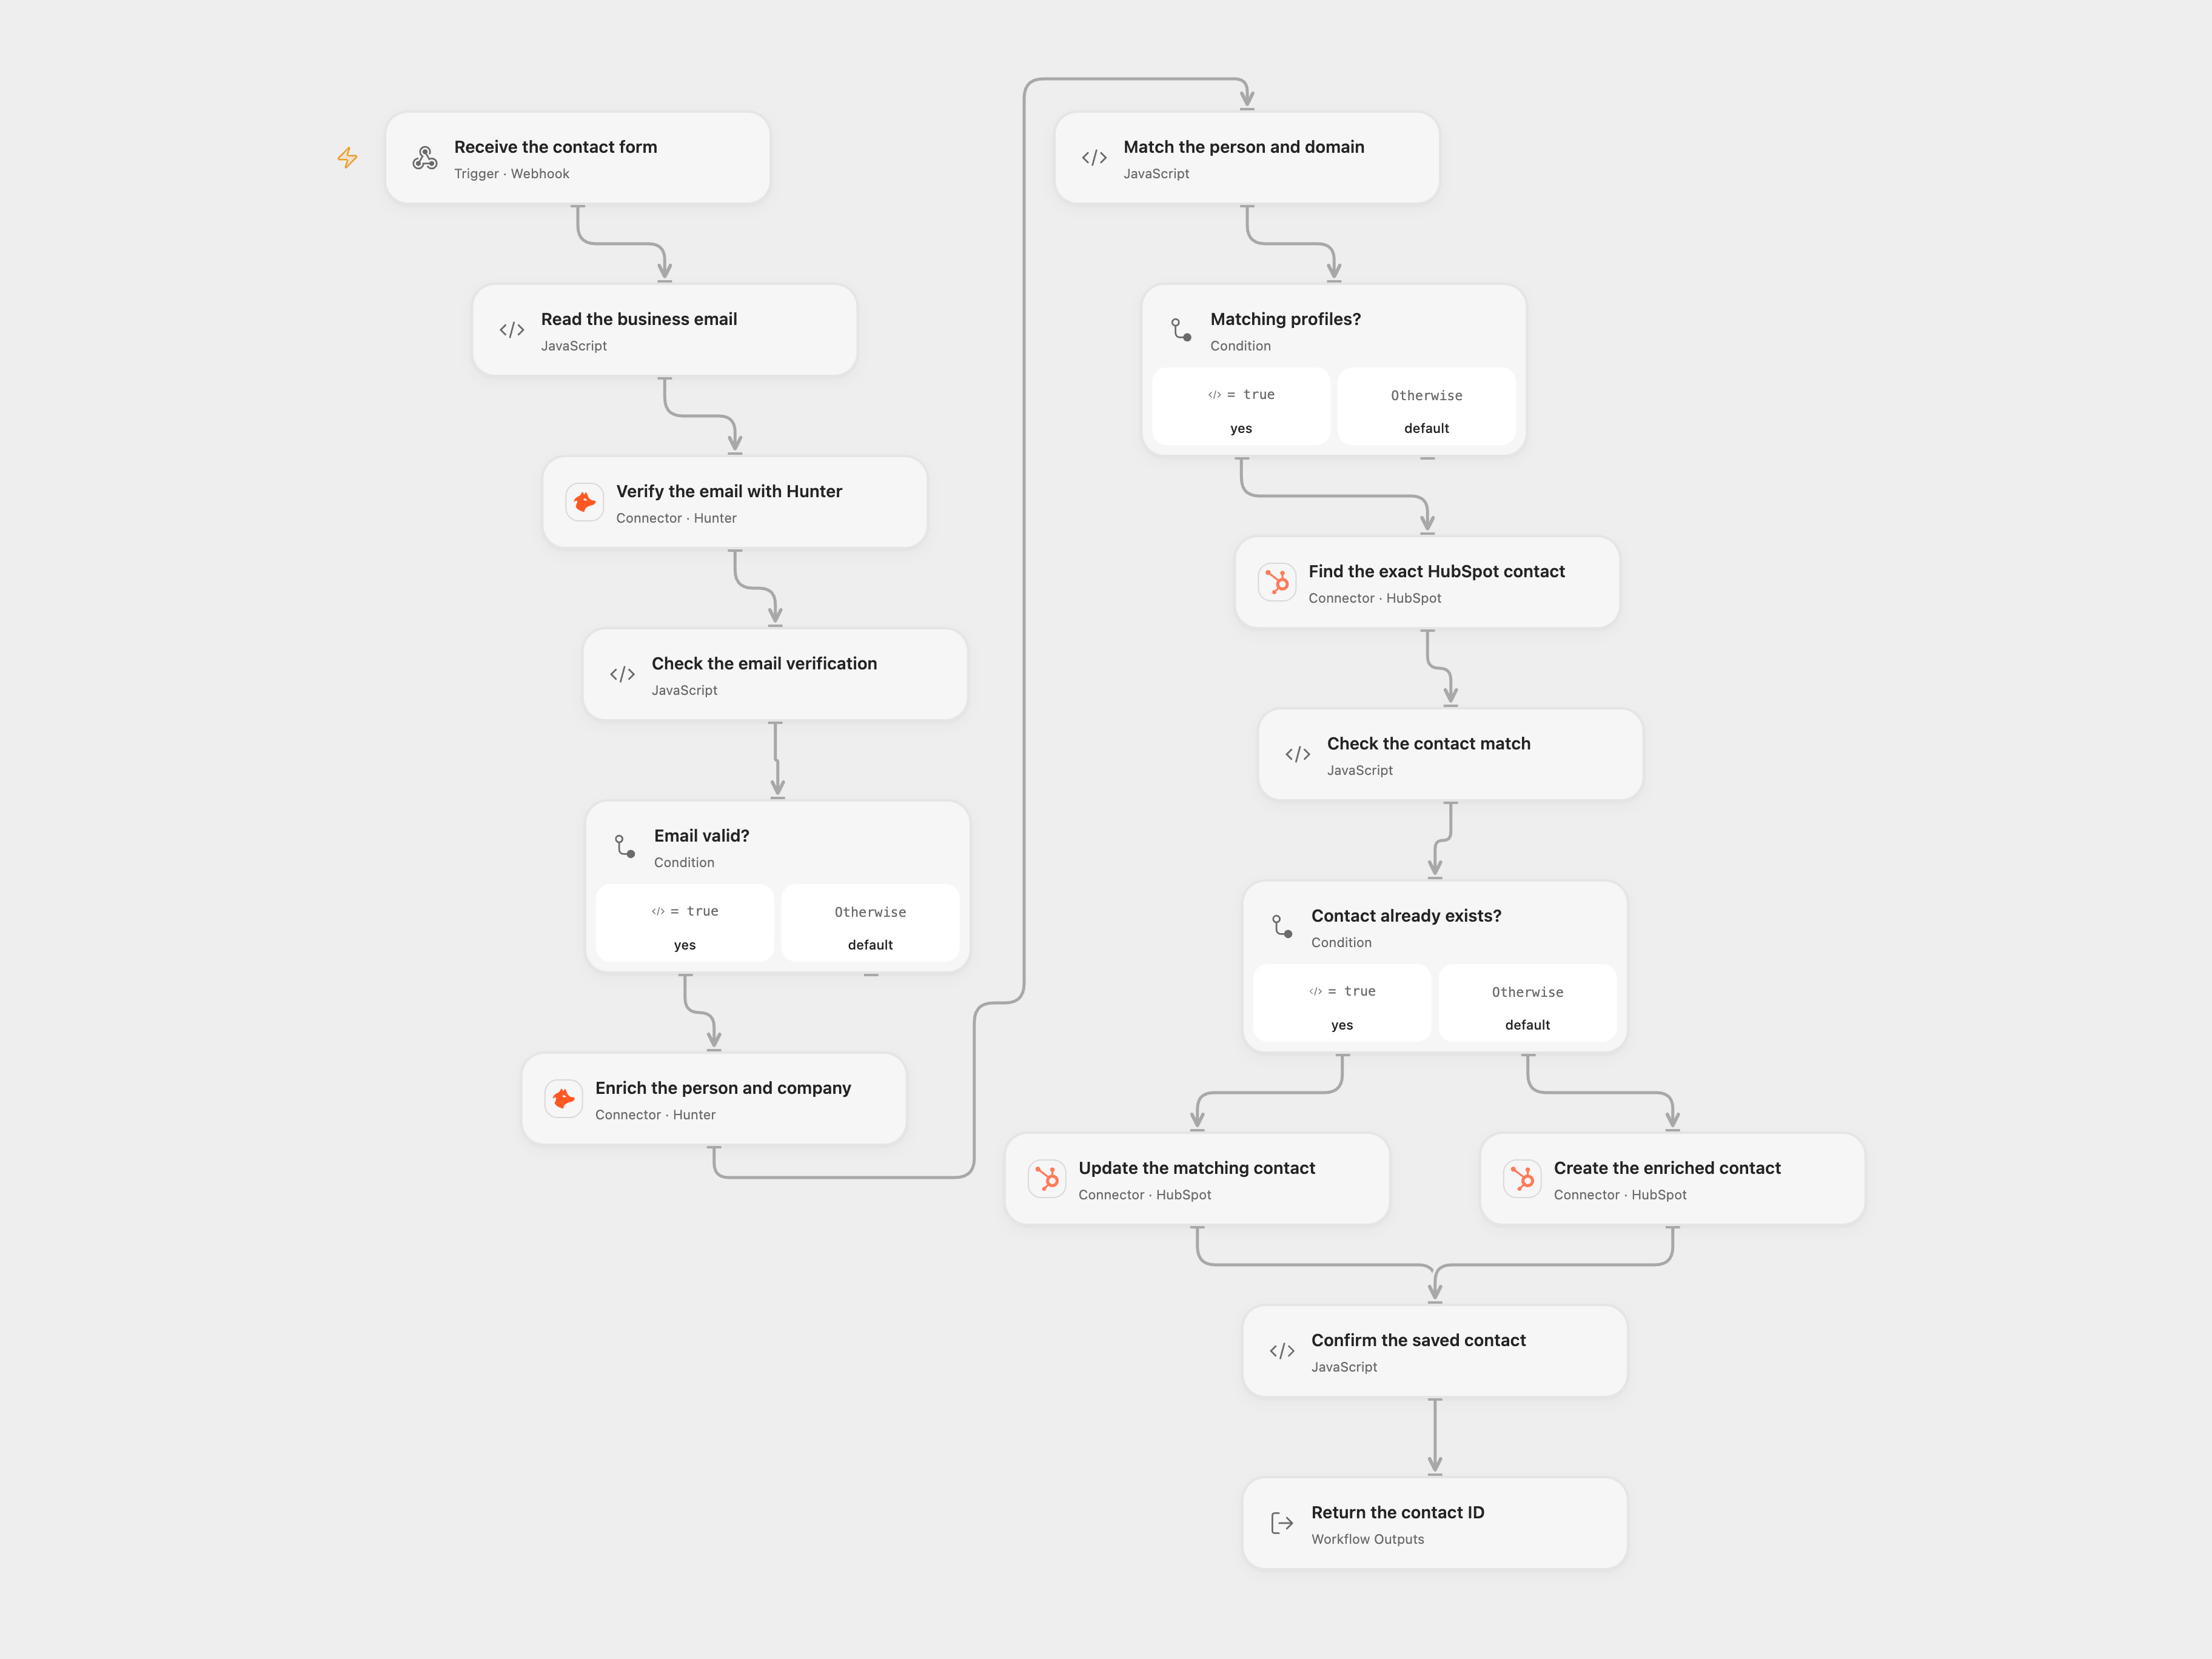 Receive the contact form
Trigger · Webhook
Read the business email
JavaScript
Verify the email with Hunter
Connector · Hunter
Check the email verification
JavaScript
Email valid?
Condition
</> = true
yes
Otherwise
default
Enrich the person and company
Connector · Hunter
Match the person and domain
JavaScript
Matching profiles?
Condition
</> = true
yes
Otherwise
default
Find the exact HubSpot contact
Connector · HubSpot
Check the contact match
JavaScript
Contact already exists?
Condition
</> = true
yes
Otherwise
default
Update the matching contact
Connector · HubSpot
Create the enriched contact
Connector · HubSpot
Confirm the saved contact
JavaScript
Return the contact ID
Workflow Outputs